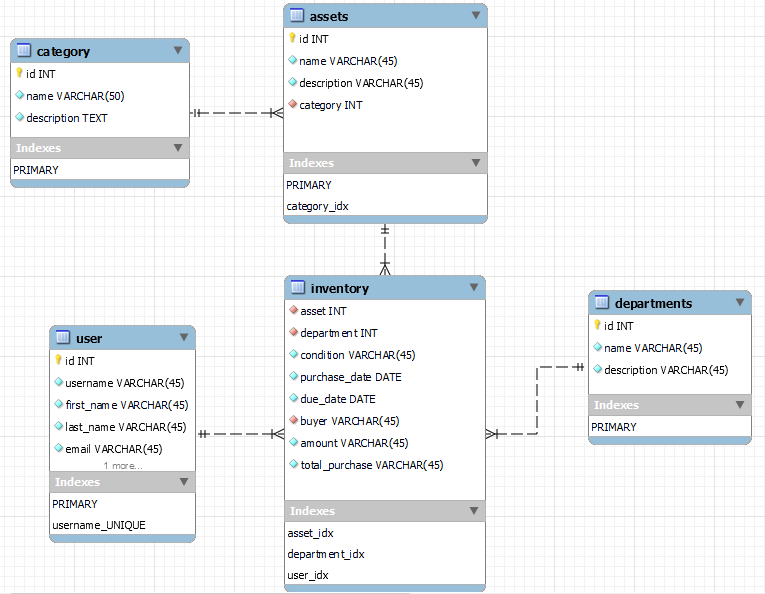 assets
id INT
name VARCHAR(45)
description VARCHAR(45)
category INT
Indexes
PRIMARY
category_idx
category
id INT
name VARCHAR(50)
description TEXT
Indexes
PRIMARY
inventory
asset INT
department INT
condition VARCHAR(45)
purchase_date DATE
due_date DATE
buyer VARCHAR(45)
amount VARCHAR(45)
total_purchase VARCHAR(45)
Indexes
asset_idx
department_idx
user_idx
departments
id INT
name VARCHAR(45)
description VARCHAR(45)
Indexes
PRIMARY
user
id INT
username VARCHAR(45)
first_name VARCHAR(45)
last_name VARCHAR(45)
email VARCHAR(45)
1 more...
Indexes
PRIMARY
username_UNIQUE